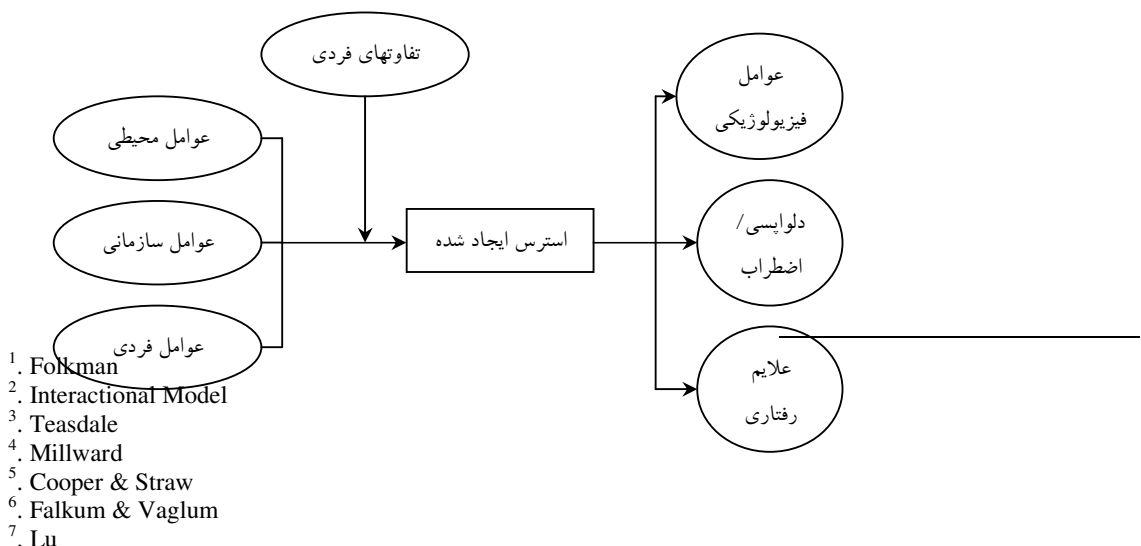 تفاوتهای فردی
عوامل
فیزیولوژیکی
عوامل محیطی
دلواپسی/
اضطراب
استرس ایجاد شده
عوامل سازمانی
علایم
رفتاری
عوامل فردی
1. Folkman
2. Interactional Model
3. Teasdale
4. Millward
5. Cooper & Straw
6. Falkum & Vaglum
7. Lu